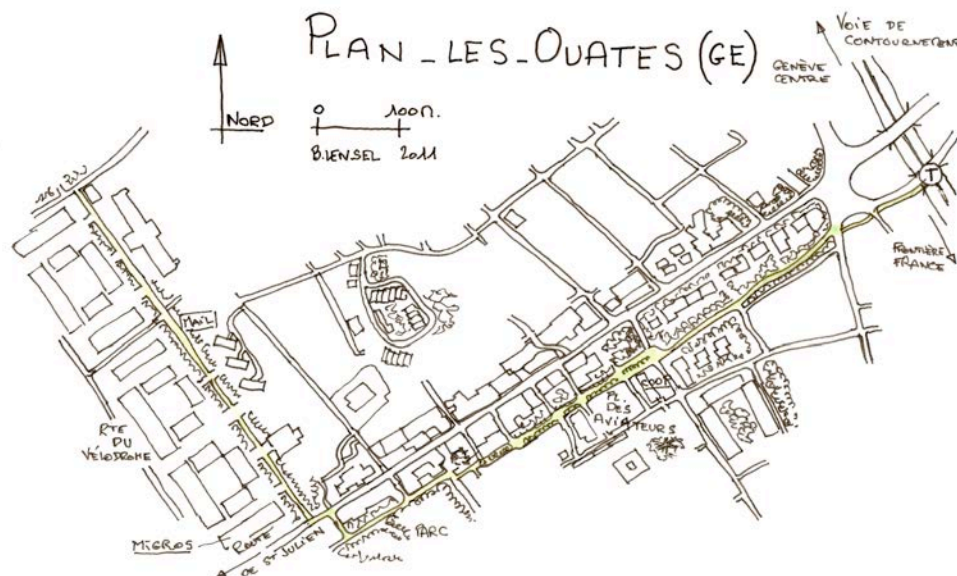 PLAN_LES_OUATES (GE)
VOIE DE
CONTOURNEMENT
GENÈVE
CENTRE
NORD
0 100M.
B.IENSEL 2011
T
FRONTIÈRE
FRANCE
MAIL
COOP
PL.
DES
AVIATEURS
RTE
DU
VÉLODROME
PARC
MIGROS
ROUTE
DE ST JULIEN